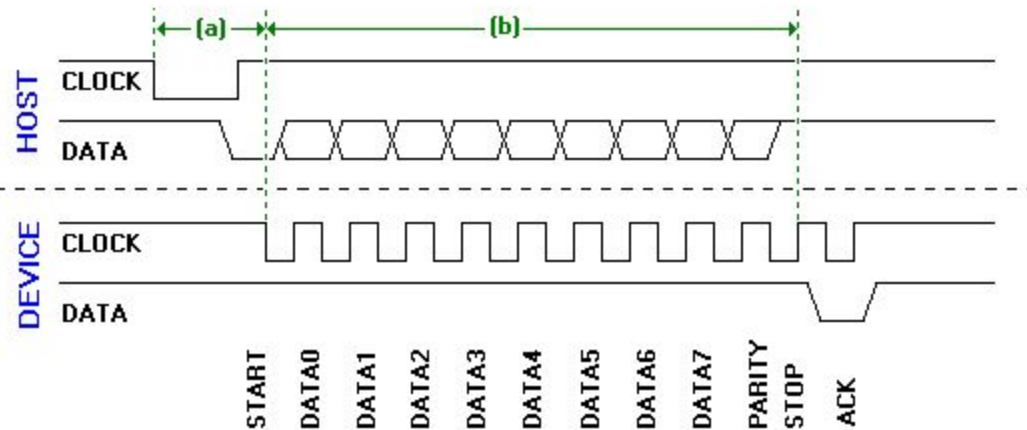 (a)
(b)
HOST
CLOCK
DATA
DEVICE
CLOCK
DATA
START
DATA0
DATA1
DATA2
DATA3
DATA4
DATA5
DATA6
DATA7
PARITY
STOP
ACK